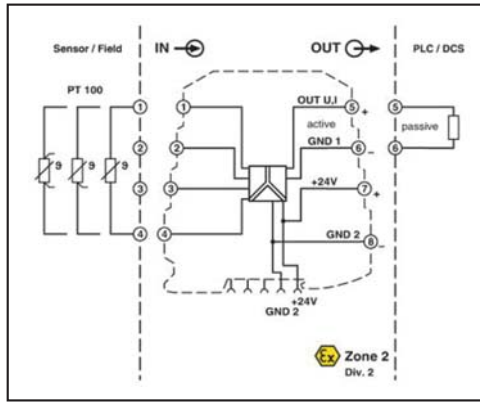 Sensor / Field
IN
OUT
PLC / DCS
PT 100
1
1
OUT U,I
5
+
5
active
passive
2
2
GND 1
6
-
6
ϑ
ϑ
ϑ
3
3
+24V
7
+
4
4
GND 2
8
-
+24V
GND 2
Ex
Zone 2
Div. 2